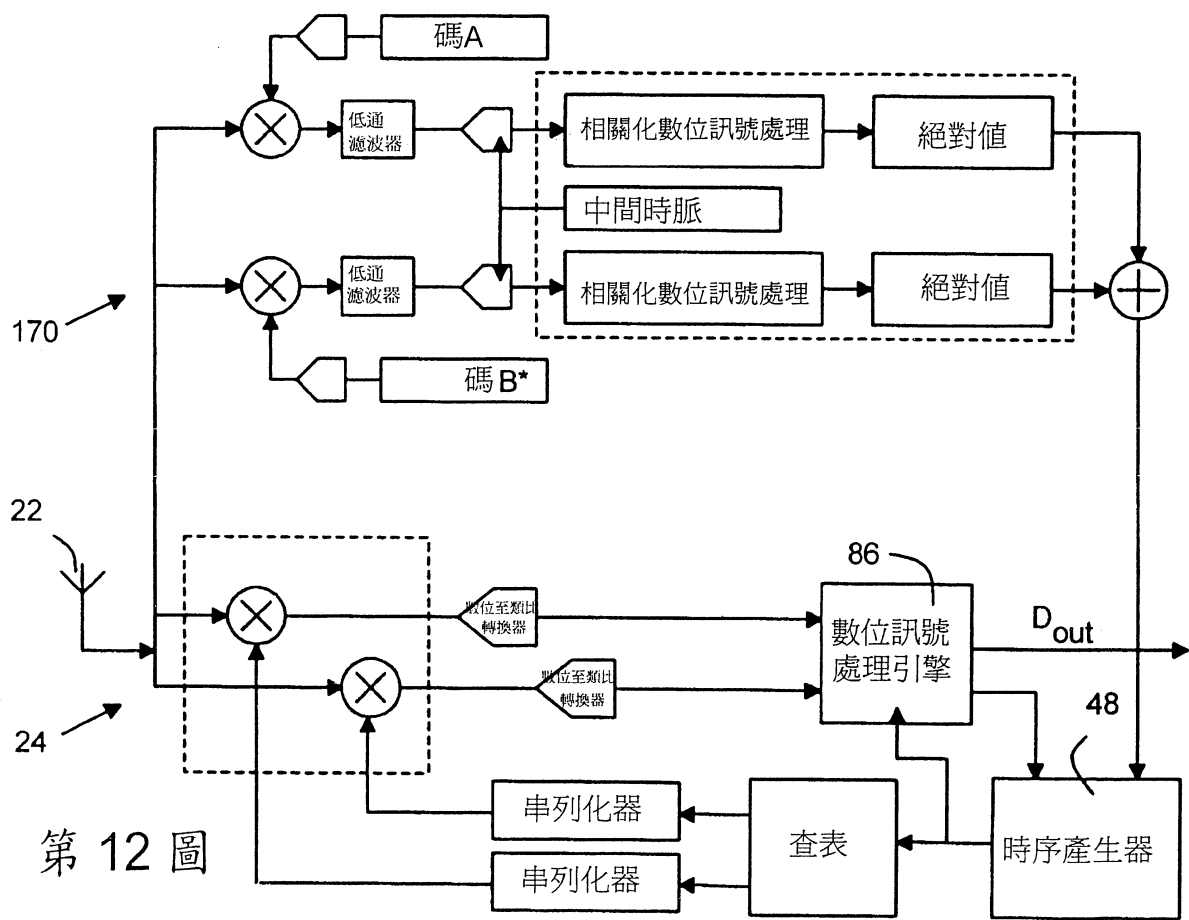 碼A
低通
濾波器
相關化數位訊號處理
絕對值
中間時脈
低通
濾波器
相關化數位訊號處理
絕對值
170
碼 B*
22
86
數位至類比
轉換器
數位訊號
處理引擎
Dout
數位至類比
轉換器
48
24
串列化器
查表
時序產生器
串列化器
第 12 圖